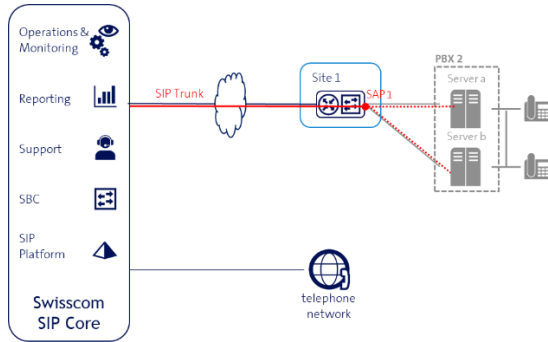 Operations &
Monitoring
Reporting
Support
SBC
SIP
Platform
Swisscom
SIP Core
SIP Trunk
Site 1
SAP 1
PBX 2
Server a
Server b
telephone
network